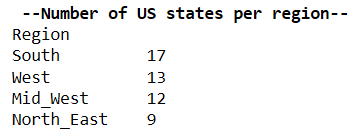 --Number of US states per region--
Region
South 17
West 13
Mid_West 12
North_East 9